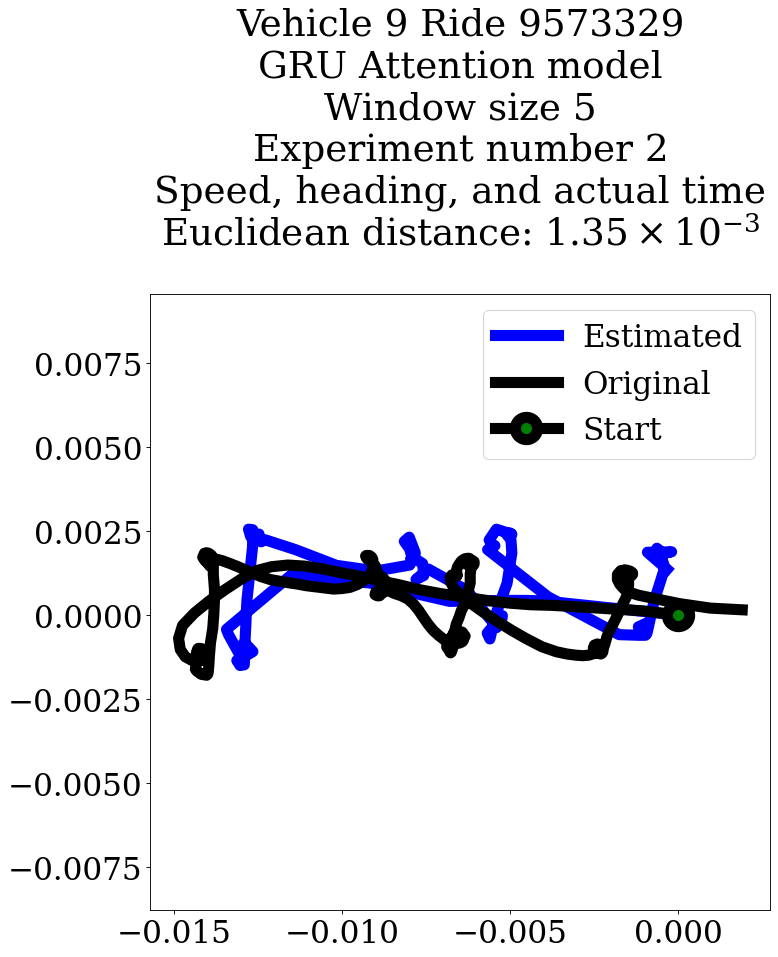 Vehicle 9 Ride 9573329
GRU Attention model
Window size 5
Experiment number 2
Speed, heading, and actual time
Euclidean distance: 1.35 × 10⁻³
Estimated
Original
Start
0.0075
0.0050
0.0025
0.0000
−0.0025
−0.0050
−0.0075
−0.015 −0.010 −0.005 0.000